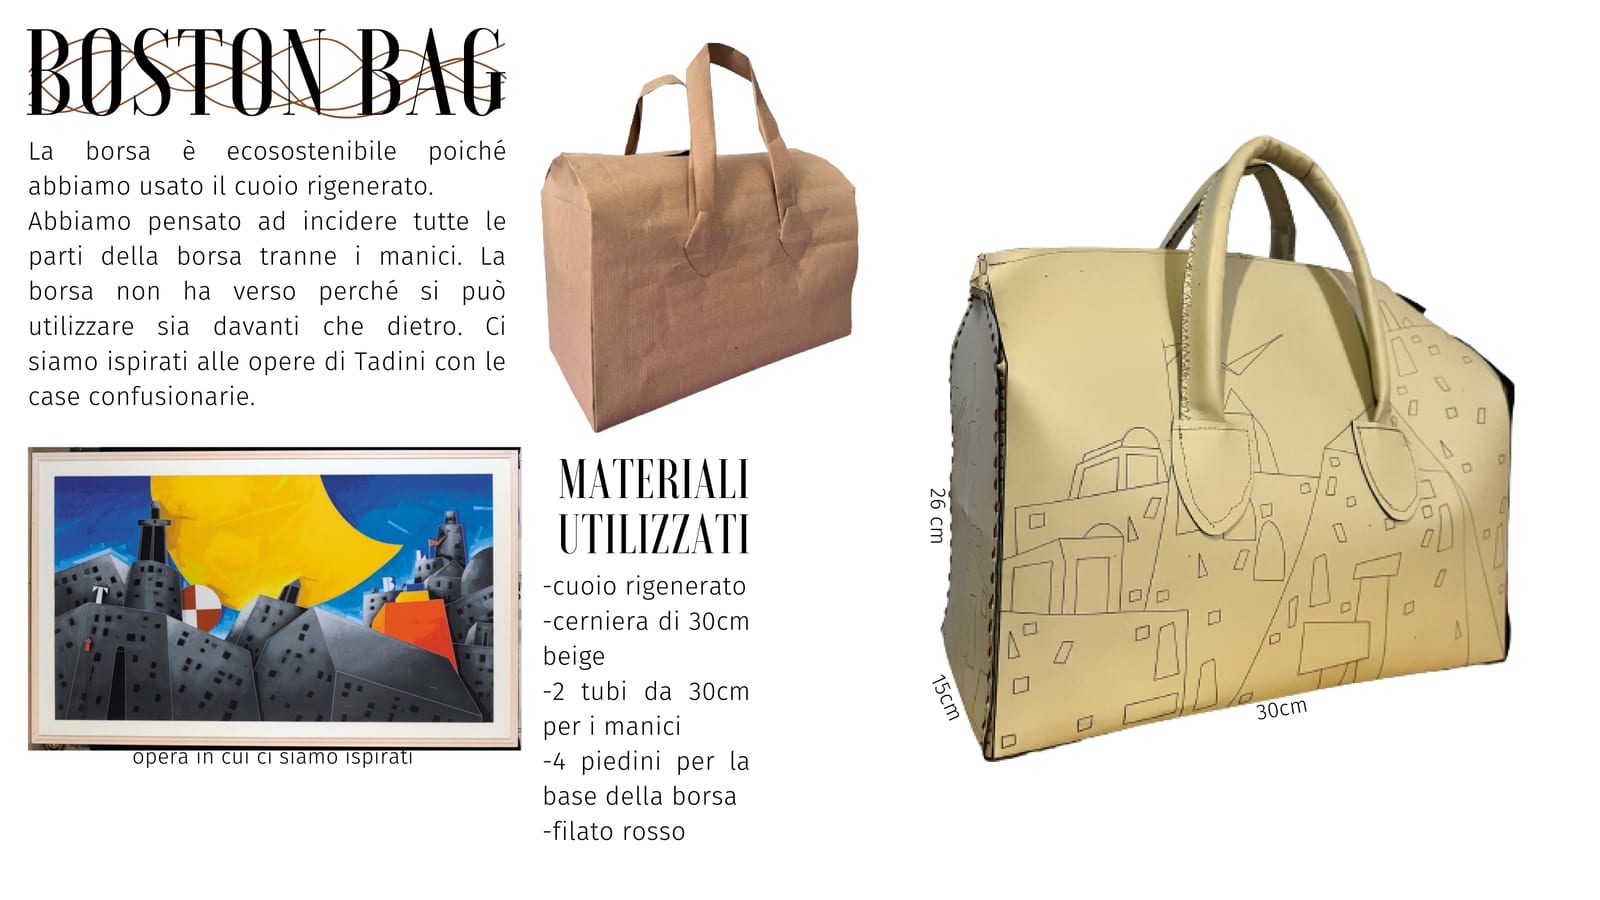 BOSTON BAG
La borsa è ecosostenibile poiché
abbiamo usato il cuoio rigenerato.
Abbiamo pensato ad incidere tutte le
parti della borsa tranne i manici. La
borsa non ha verso perché si può
utilizzare sia davanti che dietro. Ci
siamo ispirati alle opere di Tadini con le
case confusionarie.
T
B
opera in cui ci siamo ispirati
MATERIALI
UTILIZZATI
-cuoio rigenerato
-cerniera di 30cm
beige
-2 tubi da 30cm
per i manici
-4 piedini per la
base della borsa
-filato rosso
26 cm
15cm
30cm